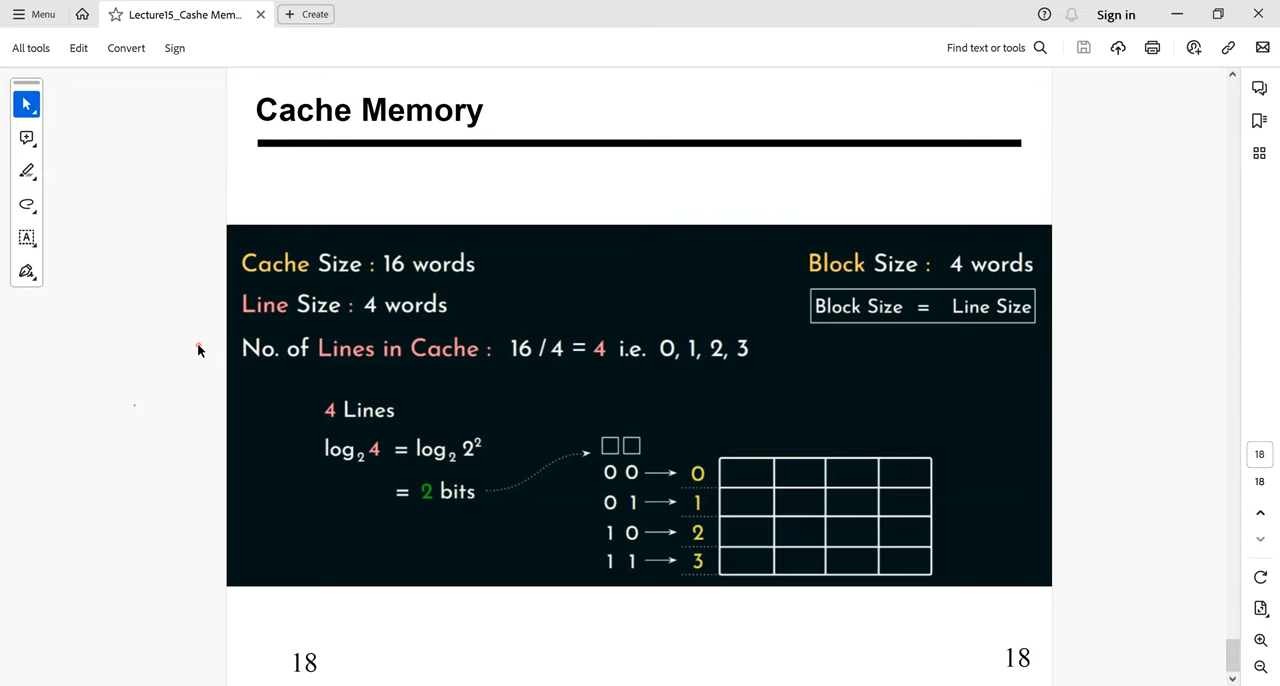 Menu
Lecture15_Cashe Mem...
Create
Sign in
All tools Edit Convert Sign
Find text or tools
Cache Memory
Cache Size : 16 words
Block Size : 4 words
Line Size : 4 words
Block Size = Line Size
No. of Lines in Cache : 16 / 4 = 4 i.e. 0, 1, 2, 3
4 Lines
log₂ 4 = log₂ 2²
= 2 bits
0 0 → 0
0 1 → 1
1 0 → 2
1 1 → 3
18
18
18
18